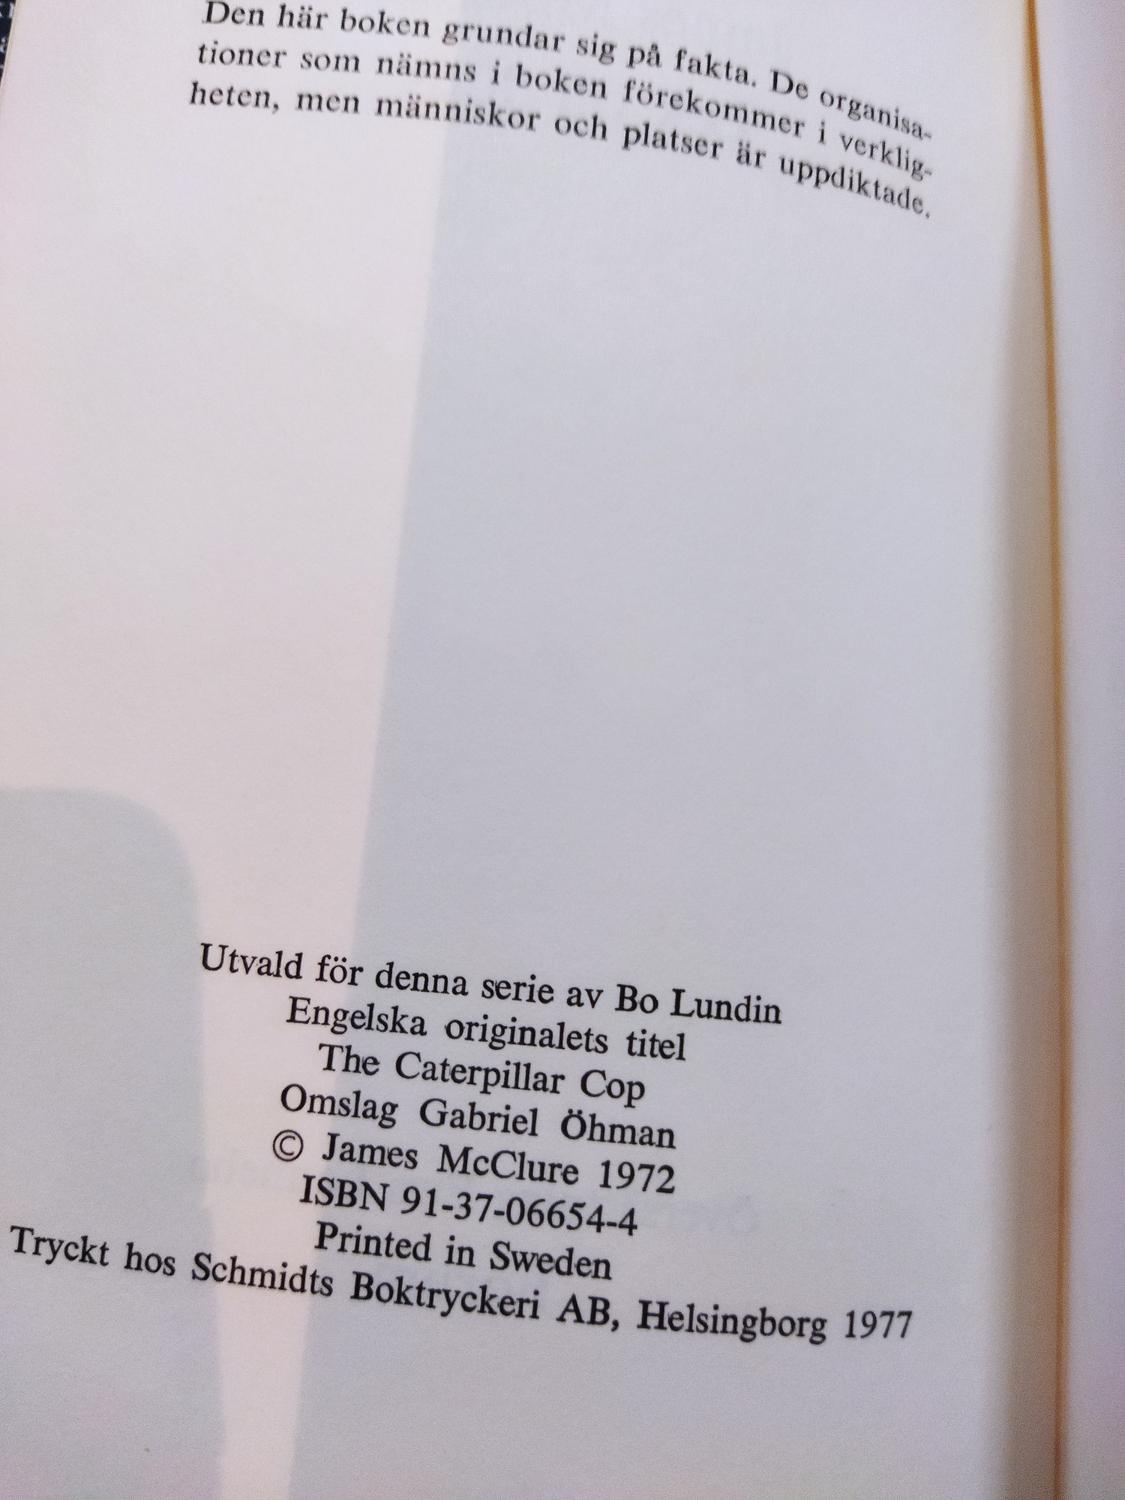 Den här boken grundar sig på fakta. De organisa-
tioner som nämns i boken förekommer i verklig-
heten, men människor och platser är uppdiktade.
Utvald för denna serie av Bo Lundin
Engelska originalets titel
The Caterpillar Cop
Omslag Gabriel Öhman
© James McClure 1972
ISBN 91-37-06654-4
Printed in Sweden
Tryckt hos Schmidts Boktryckeri AB, Helsingborg 1977